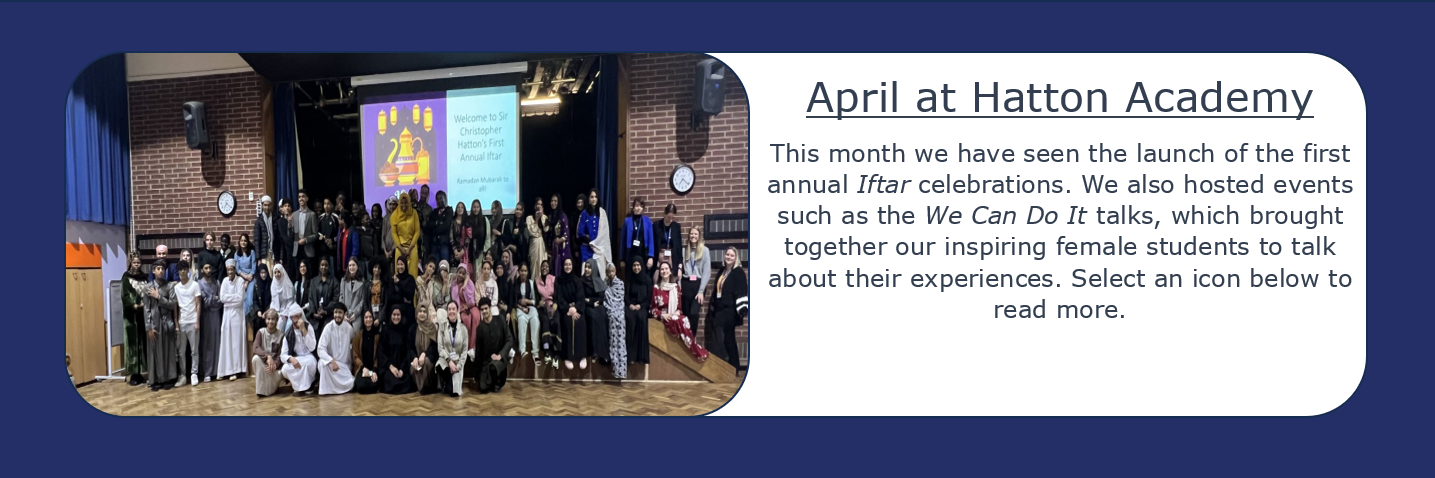 Welcome to Sir
Christopher
Hatton's First
Annual Iftar
Ramadan Mubarak to
all!
April at Hatton Academy
This month we have seen the launch of the first
annual Iftar celebrations. We also hosted events
such as the We Can Do It talks, which brought
together our inspiring female students to talk
about their experiences. Select an icon below to
read more.